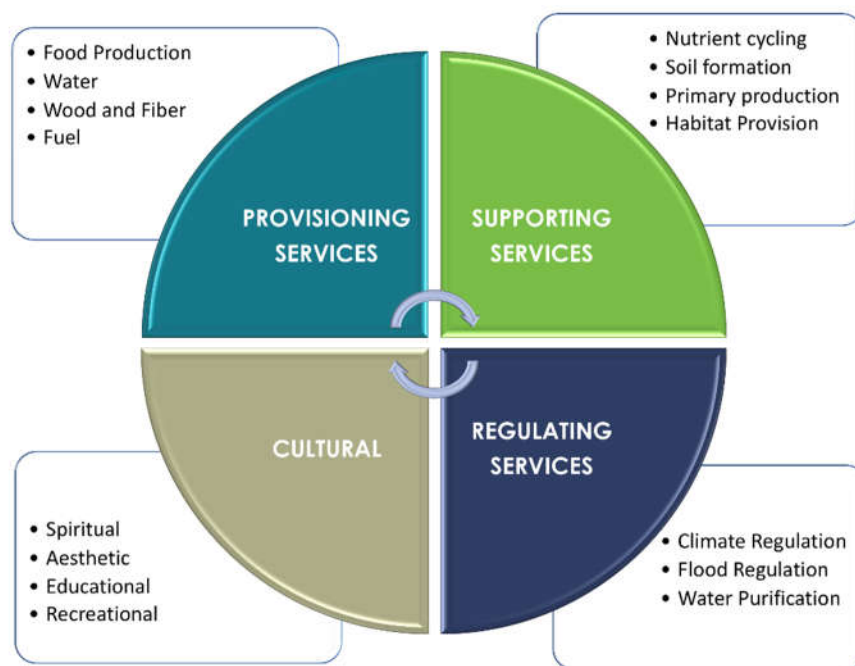 • Food Production
• Water
• Wood and Fiber
• Fuel
• Nutrient cycling
• Soil formation
• Primary production
• Habitat Provision
PROVISIONING
SERVICES
SUPPORTING
SERVICES
CULTURAL
REGULATING
SERVICES
• Spiritual
• Aesthetic
• Educational
• Recreational
• Climate Regulation
• Flood Regulation
• Water Purification